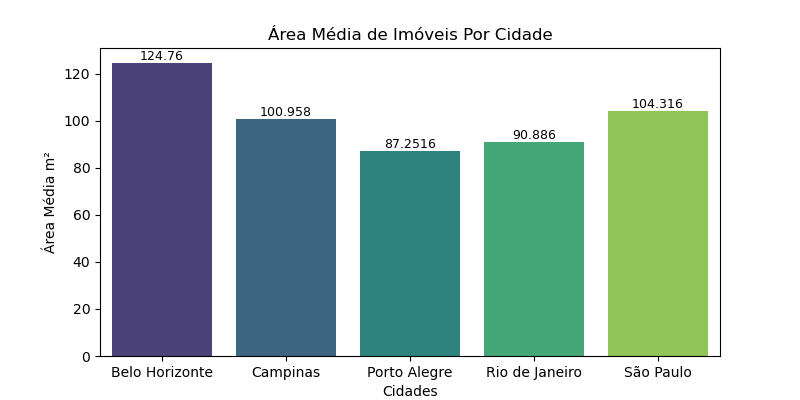 Área Média de Imóveis Por Cidade
124.76
100.958
87.2516
90.886
104.316
120
100
80
60
40
20
0
Área Média m²
Belo Horizonte
Campinas
Porto Alegre
Rio de Janeiro
São Paulo
Cidades